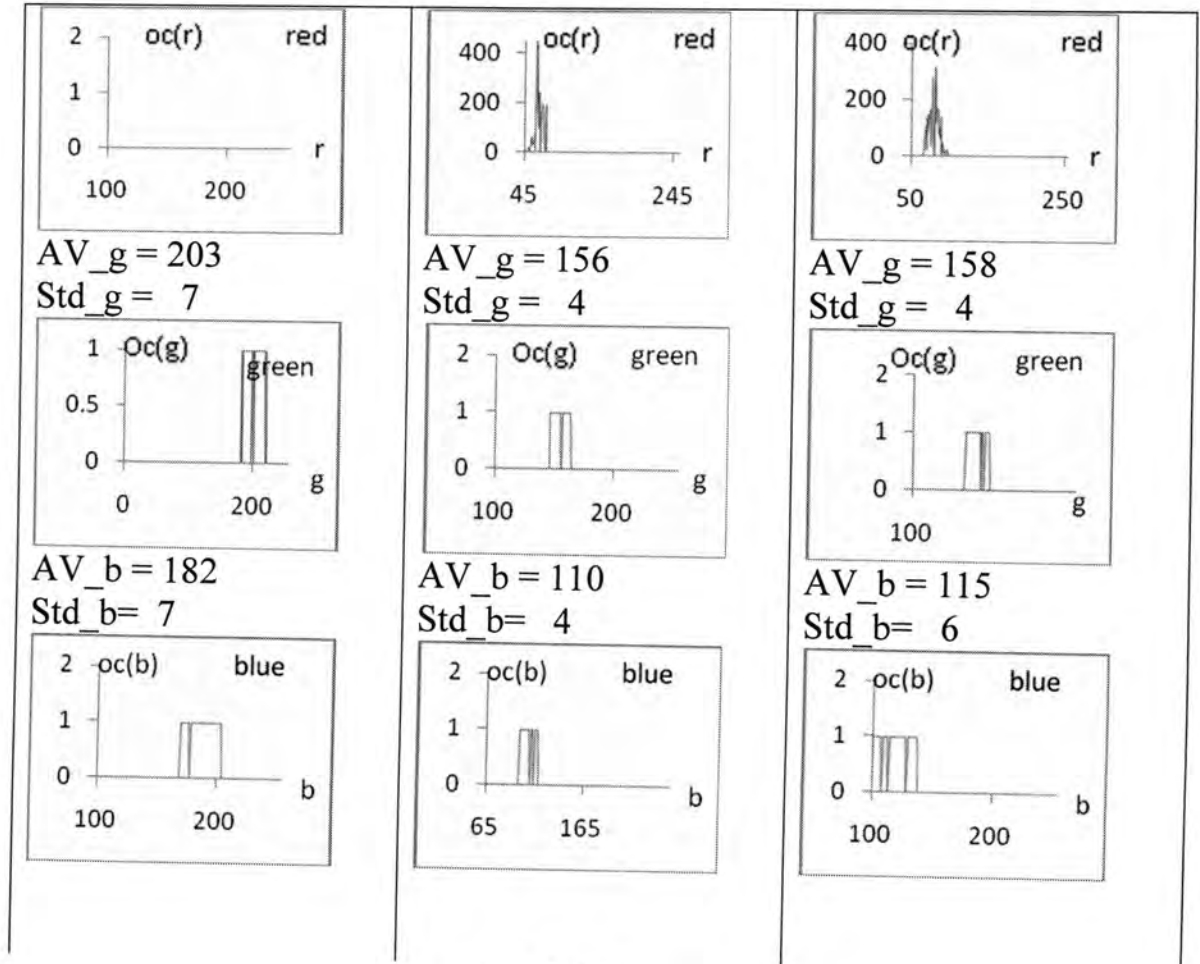 2 oc(r) red
1
0 r
100 200
AV_g = 203
Std_g = 7
1 Oc(g) green
0.5
0 g
0 200
AV_b = 182
Std_b= 7
2 oc(b) blue
1
0 b
100 200
400 oc(r) red
200
0 r
45 245
AV_g = 156
Std_g = 4
2 Oc(g) green
1
0 g
100 200
AV_b = 110
Std_b= 4
2 oc(b) blue
1
0 b
65 165
400 oc(r) red
200
0 r
50 250
AV_g = 158
Std_g = 4
Oc(g) green
2
1
0 g
100
AV_b = 115
Std_b= 6
2 oc(b) blue
1
0 b
100 200